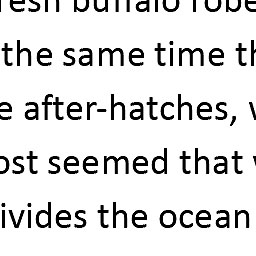 resh buffalo robe
the same time th
e after-hatches, w
ost seemed that w
ivides the ocean